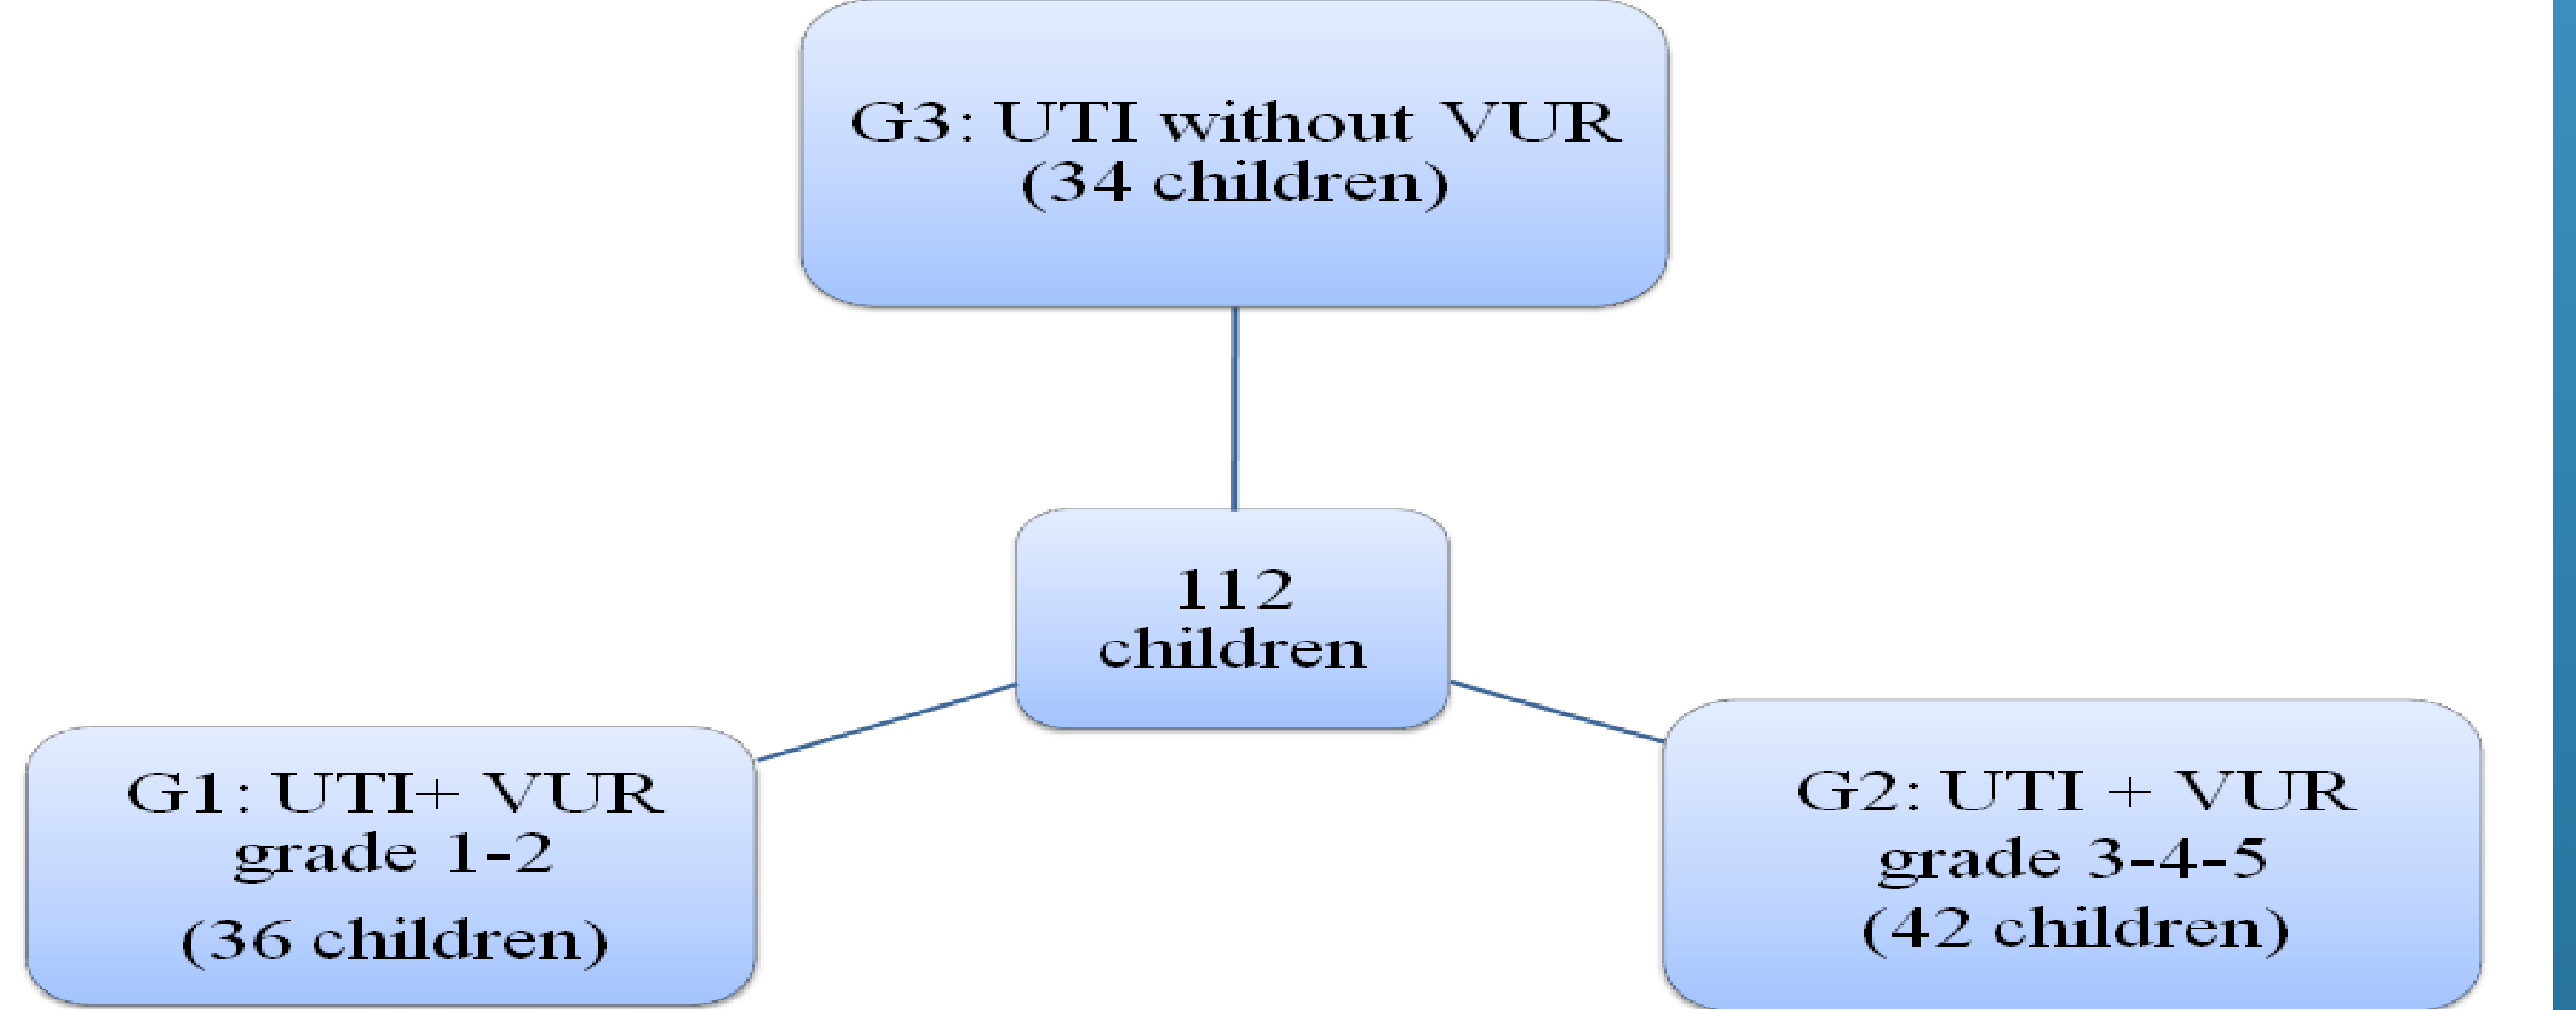 G3: UTI without VUR
(34 children)
112
children
G1: UTI+ VUR
grade 1-2
(36 children)
G2: UTI + VUR
grade 3-4-5
(42 children)